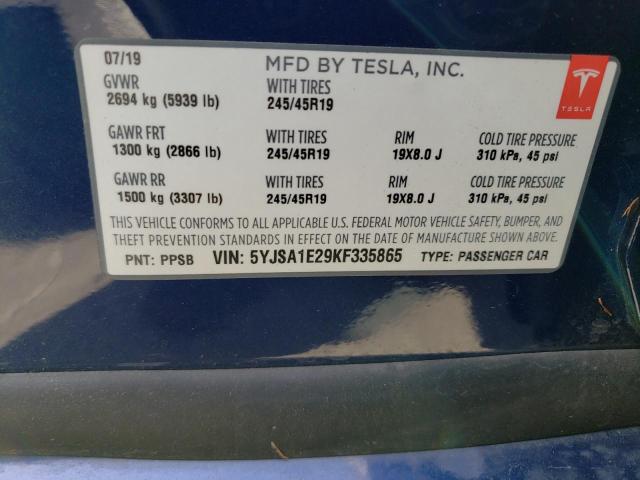 07/19 MFD BY TESLA, INC.
GVWR WITH TIRES
2694 kg (5939 lb) 245/45R19
TESLA
GAWR FRT WITH TIRES RIM COLD TIRE PRESSURE
1300 kg (2866 lb) 245/45R19 19X8.0 J 310 kPa, 45 psi
GAWR RR WITH TIRES RIM COLD TIRE PRESSURE
1500 kg (3307 lb) 245/45R19 19X8.0 J 310 kPa, 45 psi
THIS VEHICLE CONFORMS TO ALL APPLICABLE U.S. FEDERAL MOTOR VEHICLE SAFETY, BUMPER, AND
THEFT PREVENTION STANDARDS IN EFFECT ON THE DATE OF MANUFACTURE SHOWN ABOVE.
PNT: PPSB VIN: 5YJSA1E29KF335865 TYPE: PASSENGER CAR